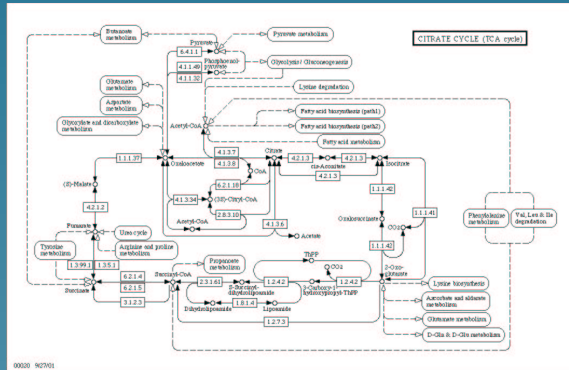 CITRATE CYCLE (TCA cycle)
Butanoate
metabolism
Pyruvate
Pyruvate metabolism
6.4.1.1
4.1.1.49
4.1.1.32
Phosphoenol-
pyruvate
Glycolysis / Gluconeogenesis
Glutamate
metabolism
Lysine degradation
Aspartate
metabolism
Fatty acid biosynthesis (path1)
Glyoxylate and dicarboxylate
metabolism
Acetyl-CoA
Fatty acid biosynthesis (path2)
Fatty acid metabolism
4.1.3.7
4.1.3.8
Citrate
4.2.1.3
cis-Aconitate
4.2.1.3
Isocitrate
1.1.1.37
Oxaloacetate
CoA
4.2.1.3
(S)-Malate
6.2.1.18
1.1.1.42
4.1.3.34
(3S)-Citryl-CoA
2.8.3.10
1.1.1.41
4.2.1.2
Acetyl-CoA
4.1.3.6
Oxalosuccinate
Phenylalanine
metabolism
Val, Leu & Ile
degradation
Fumarate
Urea cycle
Acetate
CO2
Tyrosine
metabolism
Arginine and proline
metabolism
ThPP
1.1.1.42
1.3.99.1
1.3.5.1
Succinyl-CoA
Propanoate
metabolism
CO2
2-Oxo-
glutarate
Succinate
6.2.1.4
6.2.1.5
2.3.1.61
1.2.4.2
1.2.4.2
Lysine biosynthesis
3.1.2.3
Dihydrolipoamide
1.8.1.4
Lipoamide
Ascorbate and aldarate
metabolism
1.2.7.3
Glutamate metabolism
D-Gln & D-Glu metabolism
00020 9/27/01